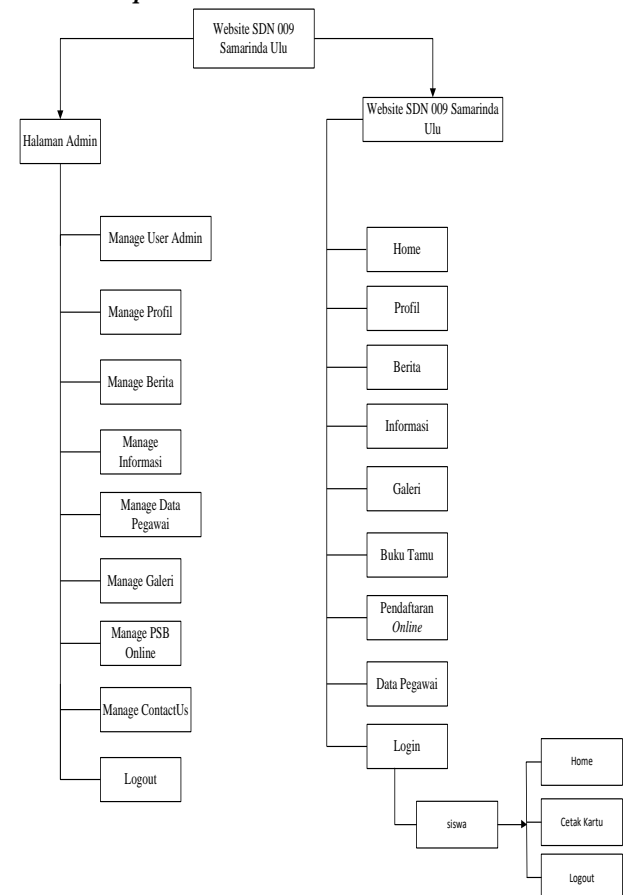 Website SDN 009
Samarinda Ulu
Website SDN 009 Samarinda
Ulu
Halaman Admin
Manage User Admin
Manage Profil
Manage Berita
Manage
Informasi
Manage Data
Pegawai
Manage Galeri
Manage PSB
Online
Manage ContactUs
Logout
Home
Profil
Berita
Informasi
Galeri
Buku Tamu
Pendaftaran
Online
Data Pegawai
Login
siswa
Home
Cetak Kartu
Logout